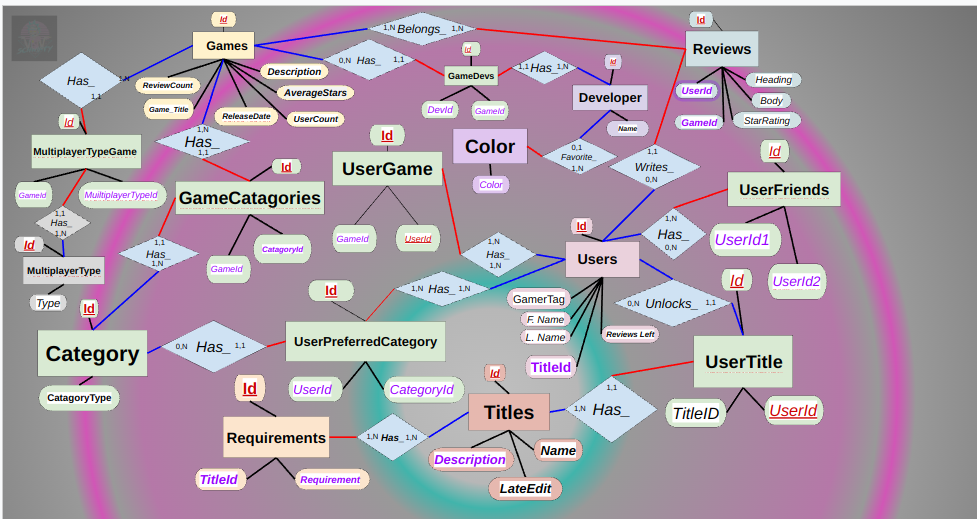 Id
Games
1,N Belongs_ 1,N
Id
Reviews
Has_
1,N
1,1
0,N Has_ 1,1
Id
GameDevs
1,1 Has_ 1,N
Id
Developer
Name
ReviewCount
Description
AverageStars
Game_Title
ReleaseDate
UserCount
DevId
GameId
UserId
Heading
Body
GameId
StarRating
Id
MultiplayerTypeGame
GameId
MultiplayerTypeId
1,N
Has_
1,1
Id
GameCatagories
GameId
CatagoryId
Id
UserGame
GameId
UserId
Color
Color
0,1
Favorite_
1,N
1,1
Writes_
0,N
Id
UserFriends
UserId1
UserId2
1,1
Has_
1,N
Id
MultiplayerType
Type
1,1
Has_
1,N
1,N
Has_
1,N
Id
Users
1,N
Has_
0,N
GamerTag
F. Name
L. Name
TitleId
Reviews Left
0,N Unlocks_ 1,1
Id
UserTitle
TitleID
UserId
Id
Category
CatagoryType
0,N Has_ 1,1
Id
UserPreferredCategory
UserId
CategoryId
1,N Has_ 1,N
Id
Requirements
TitleId
Requirement
1,N Has_ 1,N
Id
Titles
Description
Name
LateEdit
1,1
1,N Has_